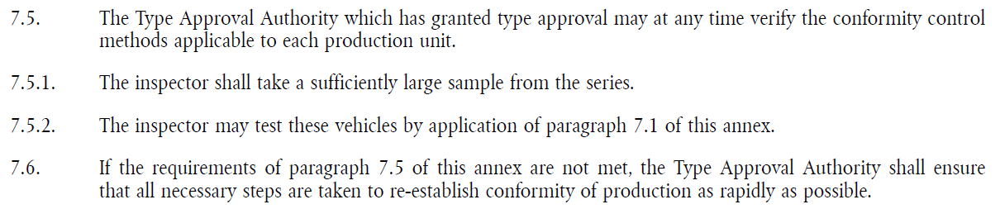 7.5. The Type Approval Authority which has granted type approval may at any time verify the conformity control
methods applicable to each production unit.
7.5.1. The inspector shall take a sufficiently large sample from the series.
7.5.2. The inspector may test these vehicles by application of paragraph 7.1 of this annex.
7.6. If the requirements of paragraph 7.5 of this annex are not met, the Type Approval Authority shall ensure
that all necessary steps are taken to re-establish conformity of production as rapidly as possible.